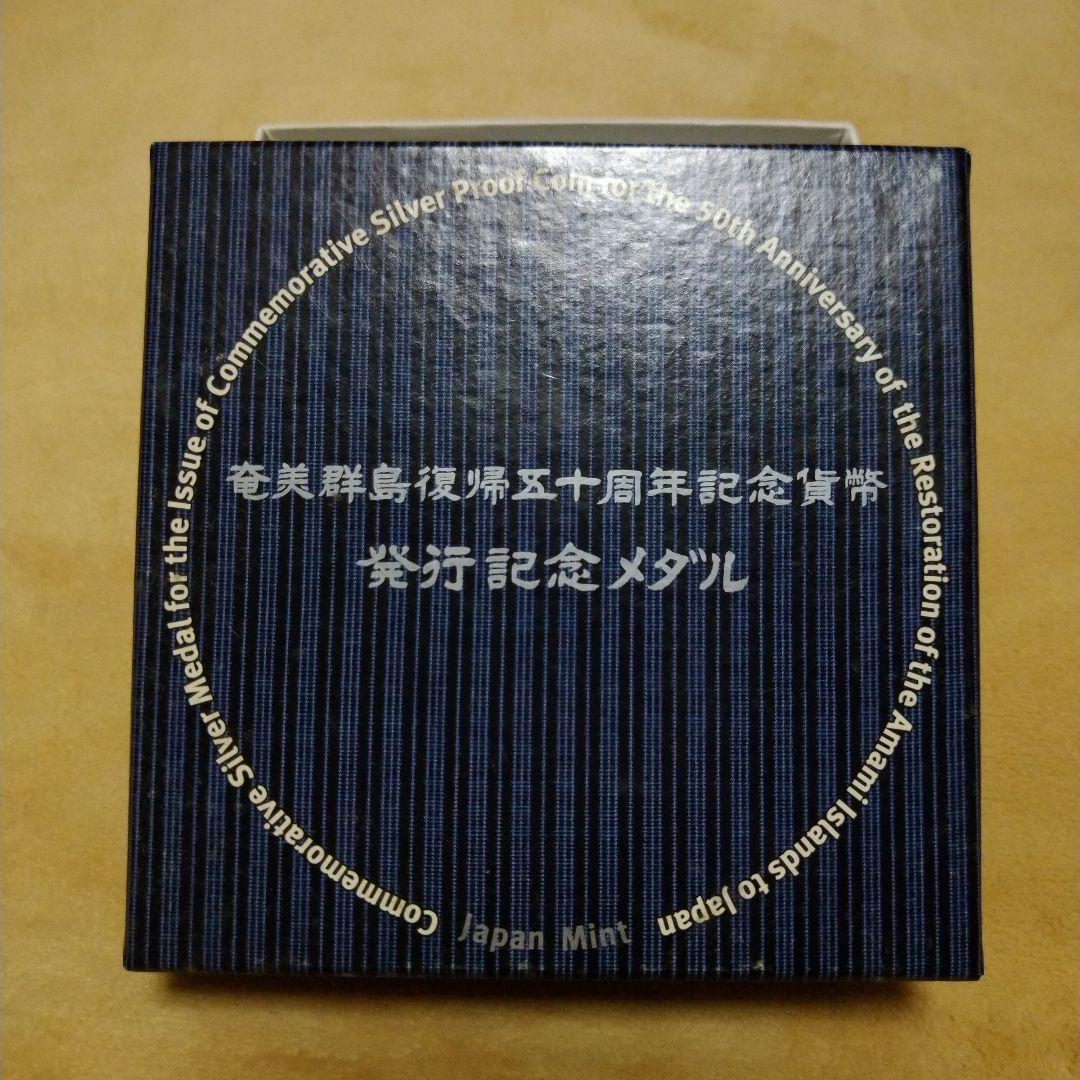 Commemorative Silver Medal for the Issue of Commemorative Silver Proof Coin for the 50th Anniversary of the Restoration of the Amami Islands to Japan
奄美群島復帰五十周年記念貨幣
発行記念メダル
Japan Mint